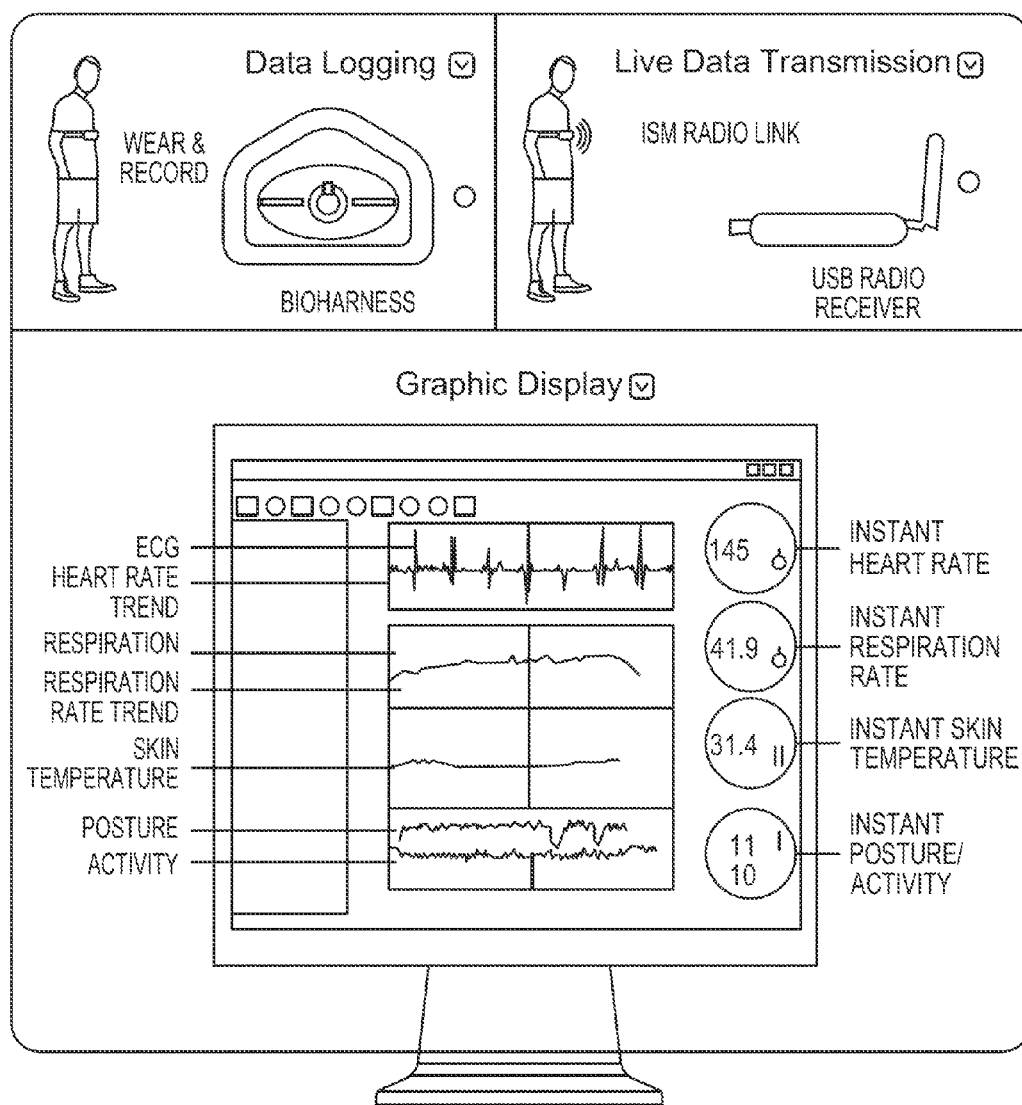 Data Logging
WEAR &
RECORD
BIOHARNESS
Live Data Transmission
ISM RADIO LINK
USB RADIO
RECEIVER
Graphic Display
ECG
HEART RATE
TREND
RESPIRATION
RESPIRATION
RATE TREND
SKIN
TEMPERATURE
POSTURE
ACTIVITY
145
41.9
31.4
11
10
INSTANT
HEART RATE
INSTANT
RESPIRATION
RATE
INSTANT SKIN
TEMPERATURE
INSTANT
POSTURE/
ACTIVITY